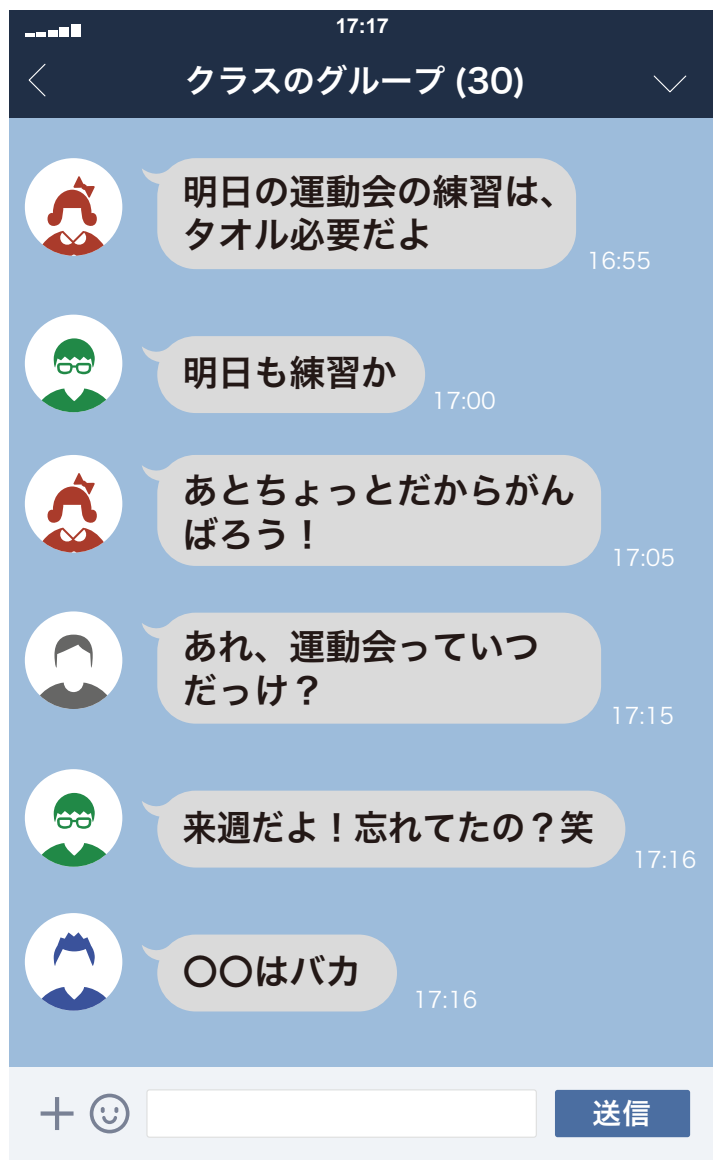 17:17
クラスのグループ (30)
明日の運動会の練習は、
タオル必要だよ
16:55
明日も練習か
17:00
あとちょっとだからがん
ばろう！
17:05
あれ、運動会っていつ
だっけ？
17:15
来週だよ！忘れてたの？笑
17:16
〇〇はバカ
17:16
送信